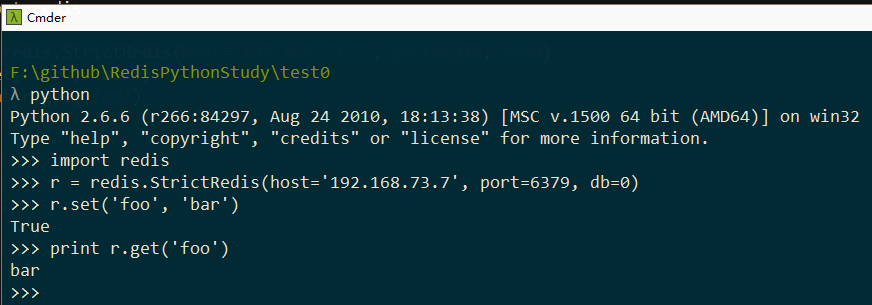 λ Cmder
F:\github\RedisPythonStudy\test0
λ python
Python 2.6.6 (r266:84297, Aug 24 2010, 18:13:38) [MSC v.1500 64 bit (AMD64)] on win32
Type "help", "copyright", "credits" or "license" for more information.
>>> import redis
>>> r = redis.StrictRedis(host='192.168.73.7', port=6379, db=0)
>>> r.set('foo', 'bar')
True
>>> print r.get('foo')
bar
>>>